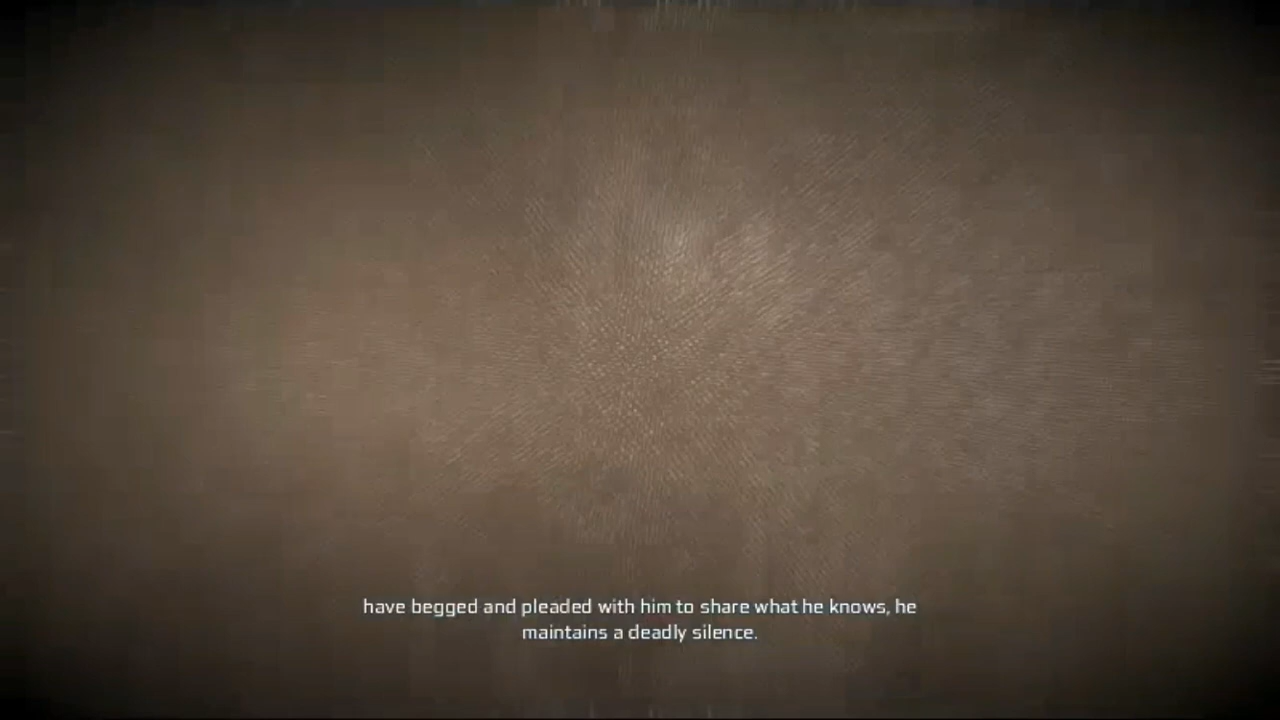 have begged and pleaded with him to share what he knows, he
maintains a deadly silence.